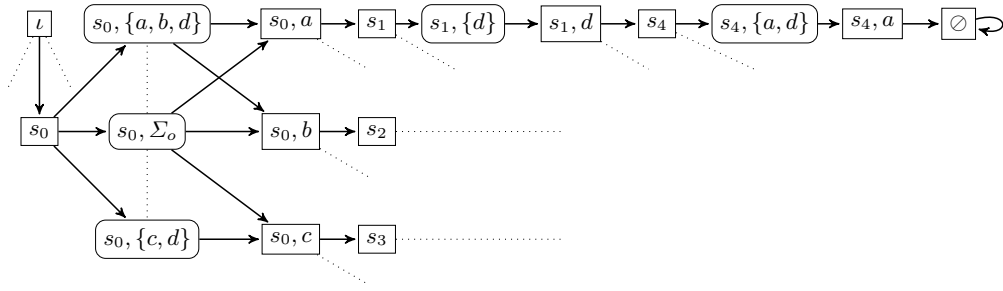 ι
s₀, {a, b, d}
s₀, a
s₁
s₁, {d}
s₁, d
s₄
s₄, {a, d}
s₄, a
⊘
s₀
s₀, Σₒ
s₀, b
s₂
s₀, {c, d}
s₀, c
s₃